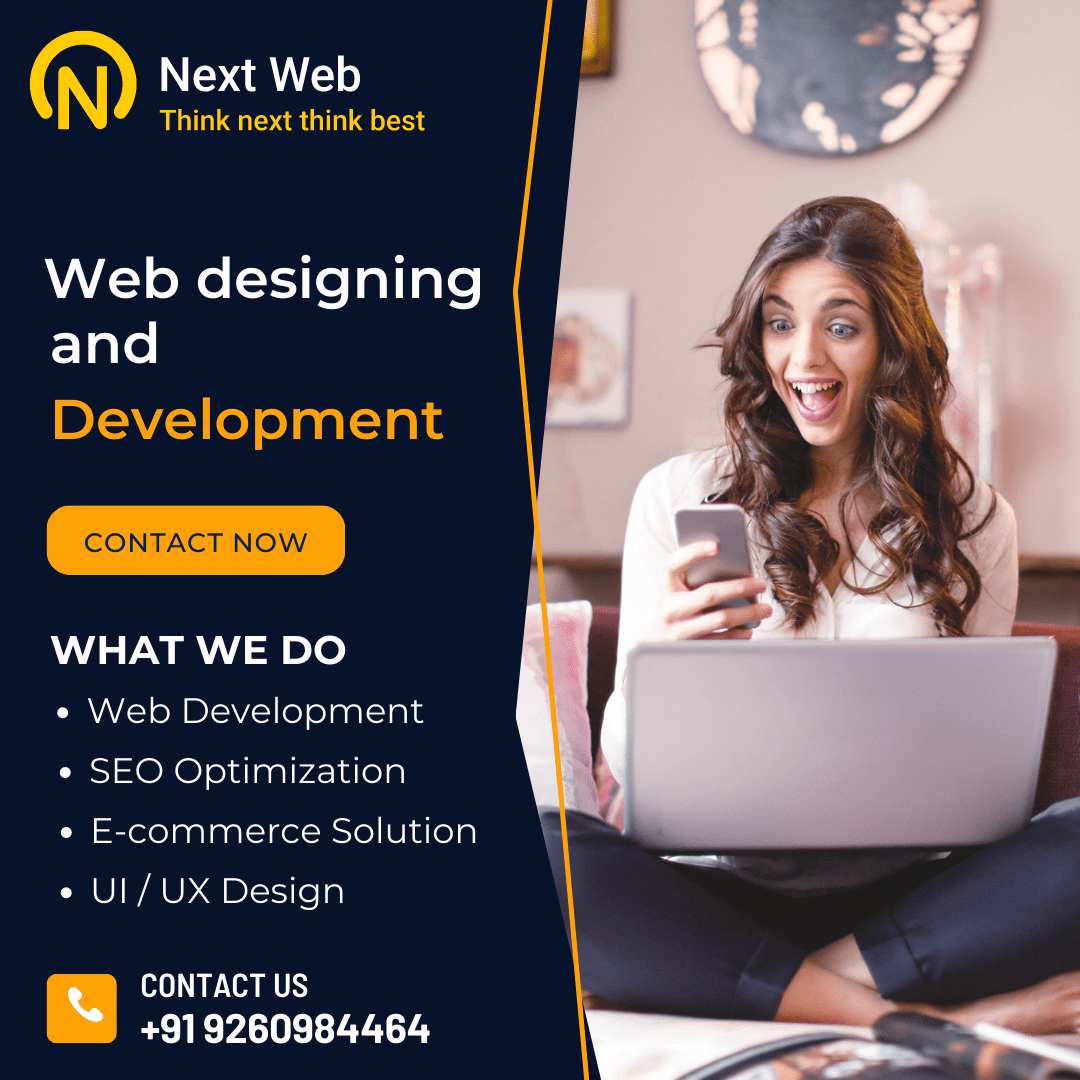 Next Web
Think next think best
Web designing
and
Development
CONTACT NOW
WHAT WE DO
• Web Development
• SEO Optimization
• E-commerce Solution
• UI / UX Design
CONTACT US
+91 9260984464